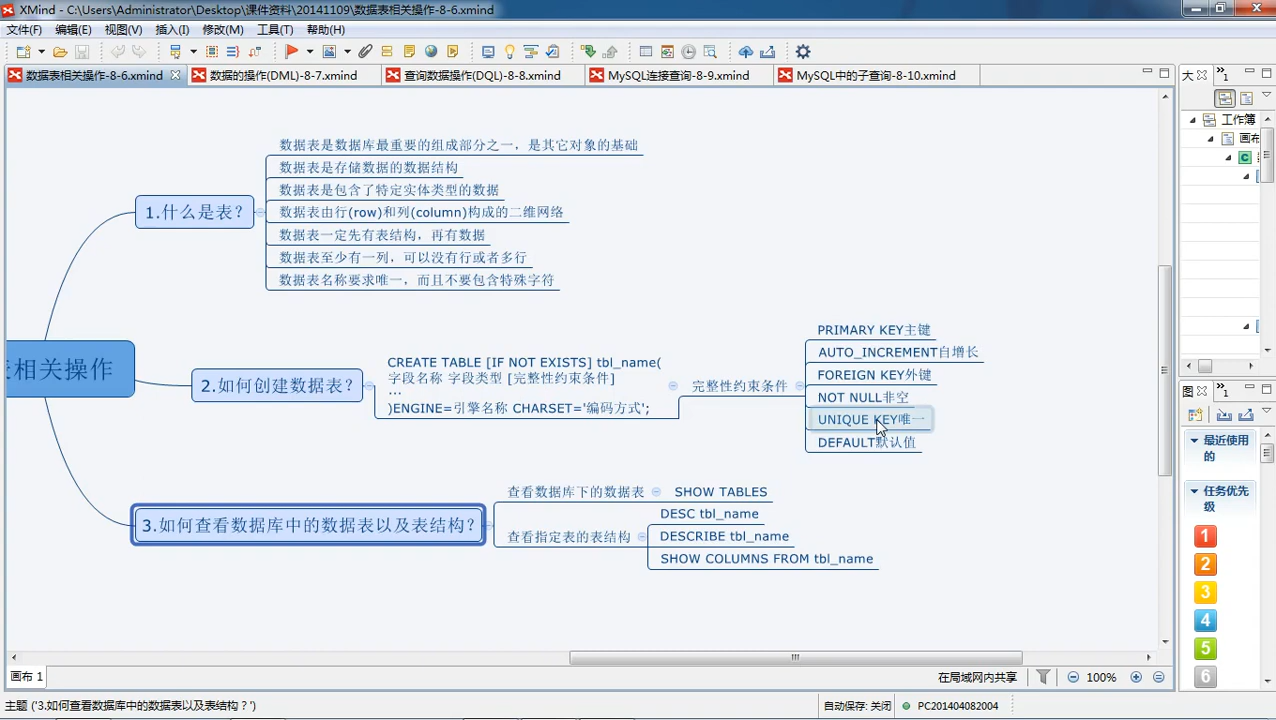 XMind - C:\Users\Administrator\Desktop\课件资料\20141109\数据表相关操作-8-6.xmind
文件(F) 编辑(E) 视图(V) 插入(I) 修改(M) 工具(T) 帮助(H)
数据表相关操作-8-6.xmind
数据的操作(DML)-8-7.xmind
查询数据操作(DQL)-8-8.xmind
MySQL连接查询-8-9.xmind
MySQL中的子查询-8-10.xmind
大
工作簿
画布
数据表是数据库最重要的组成部分之一，是其它对象的基础
数据表是存储数据的数据结构
数据表是包含了特定实体类型的数据
1.什么是表？
数据表由行(row)和列(column)构成的二维网络
数据表一定先有表结构，再有数据
数据表至少有一列，可以没有行或者多行
数据表名称要求唯一，而且不要包含特殊字符
相关操作
2.如何创建数据表？
CREATE TABLE [IF NOT EXISTS] tbl_name(
字段名称 字段类型 [完整性约束条件]
...
)ENGINE=引擎名称 CHARSET='编码方式';
完整性约束条件
PRIMARY KEY主键
AUTO_INCREMENT自增长
FOREIGN KEY外键
NOT NULL非空
UNIQUE KEY唯一
DEFAULT默认值
3.如何查看数据库中的数据表以及表结构？
查看数据库下的数据表
SHOW TABLES
查看指定表的表结构
DESC tbl_name
DESCRIBE tbl_name
SHOW COLUMNS FROM tbl_name
图
最近使用
的
任务优先
级
1
2
3
4
5
6
画布 1
在局域网内共享
100%
主题 ('3.如何查看数据库中的数据表以及表结构？')
自动保存: 关闭
PC201404082004